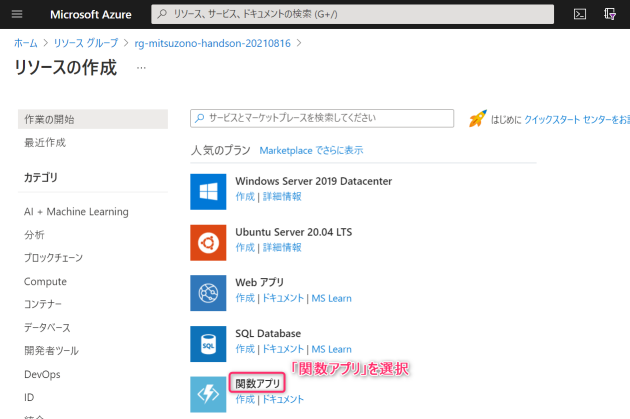 Microsoft Azure
リソース、サービス、ドキュメントの検索 (G+/)
ホーム > リソース グループ > rg-mitsuzono-handson-20210816 >
リソースの作成 …
作業の開始
最近作成
カテゴリ
AI + Machine Learning
分析
ブロックチェーン
Compute
コンテナー
データベース
開発者ツール
DevOps
ID
サービスとマーケットプレースを検索してください
はじめに クイックスタート センターをお
人気のプラン Marketplace でさらに表示
Windows Server 2019 Datacenter
作成 | 詳細情報
Ubuntu Server 20.04 LTS
作成 | 詳細情報
Web アプリ
作成 | ドキュメント | MS Learn
SQL
SQL Database
作成 | ドキュメント | MS Learn
「関数アプリ」を選択
関数アプリ
作成 | ドキュメント